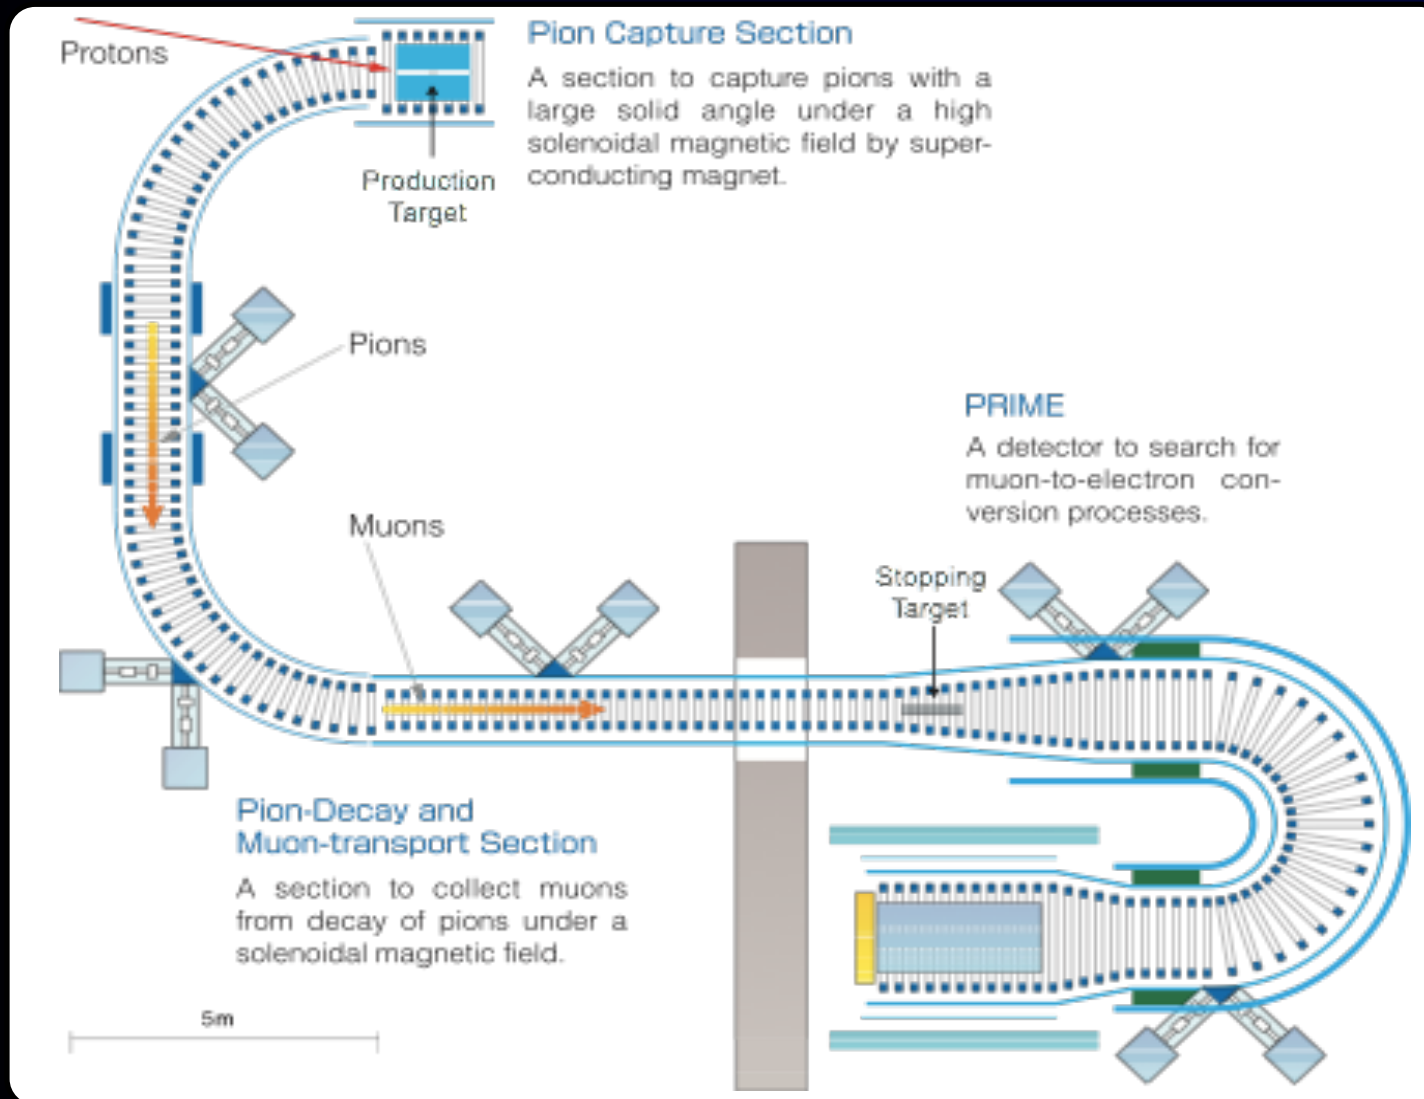 Protons
Pion Capture Section
A section to capture pions with a
large solid angle under a high
solenoidal magnetic field by super-
conducting magnet.
Production
Target
Pions
PRIME
A detector to search for
muon-to-electron con-
version processes.
Muons
Stopping
Target
Pion-Decay and
Muon-transport Section
A section to collect muons
from decay of pions under a
solenoidal magnetic field.
5m